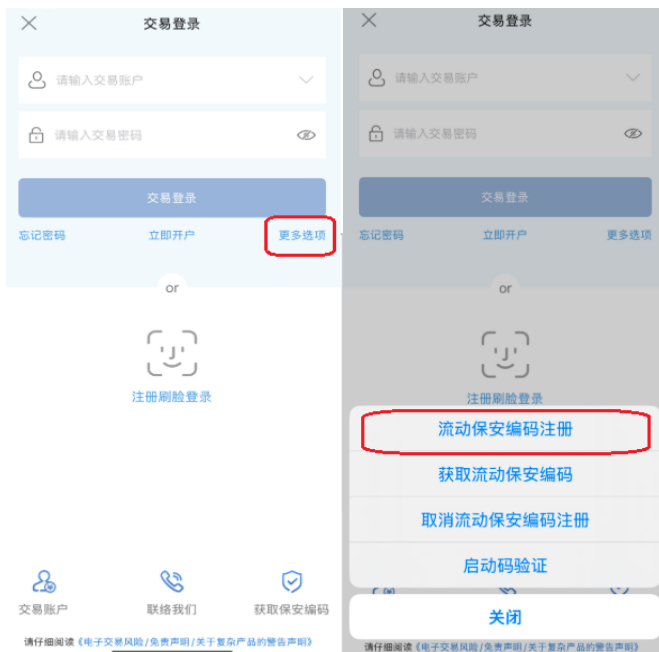 交易登录
请输入交易账户
请输入交易密码
交易登录
忘记密码 立即开户 更多选项
or
注册刷脸登录
交易账户 联络我们 获取保安编码
请仔细阅读《电子交易风险/免责声明/关于复杂产品的警告声明》
交易登录
请输入交易账户
请输入交易密码
交易登录
忘记密码 立即开户 更多选项
or
注册刷脸登录
流动保安编码注册
获取流动保安编码
取消流动保安编码注册
启动码验证
关闭
请仔细阅读《电子交易风险/免责声明/关于复杂产品的警告声明》